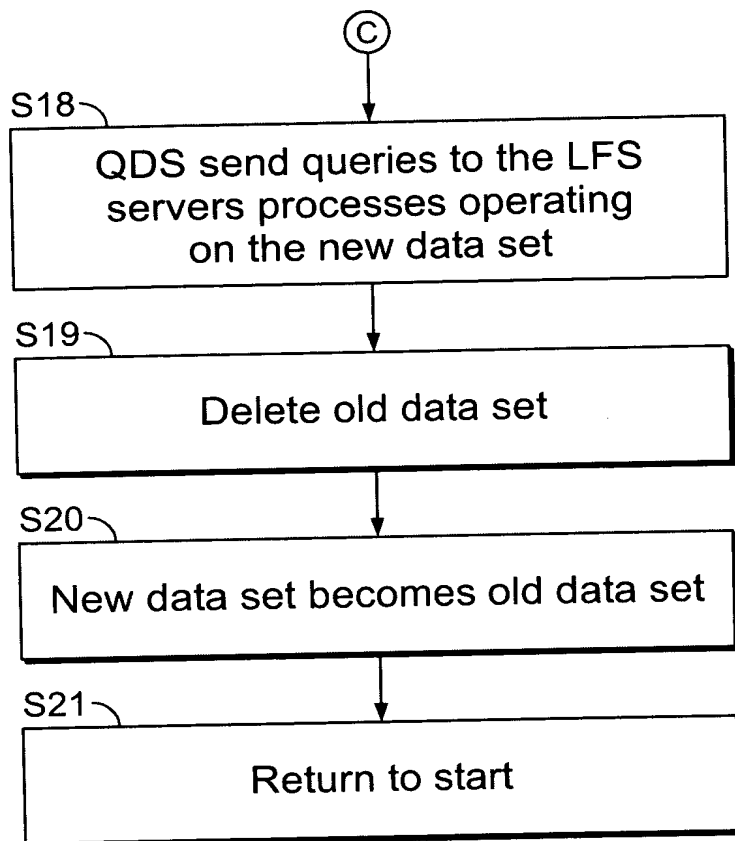 C
S18
QDS send queries to the LFS
servers processes operating
on the new data set
S19
Delete old data set
S20
New data set becomes old data set
S21
Return to start